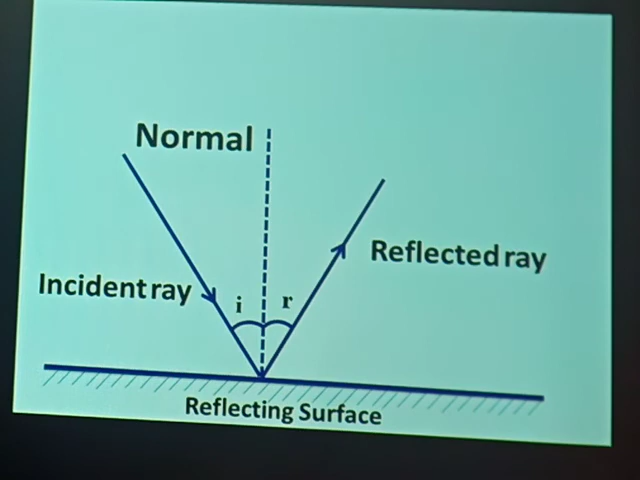 Normal
Reflected ray
Incident ray
i
r
Reflecting Surface